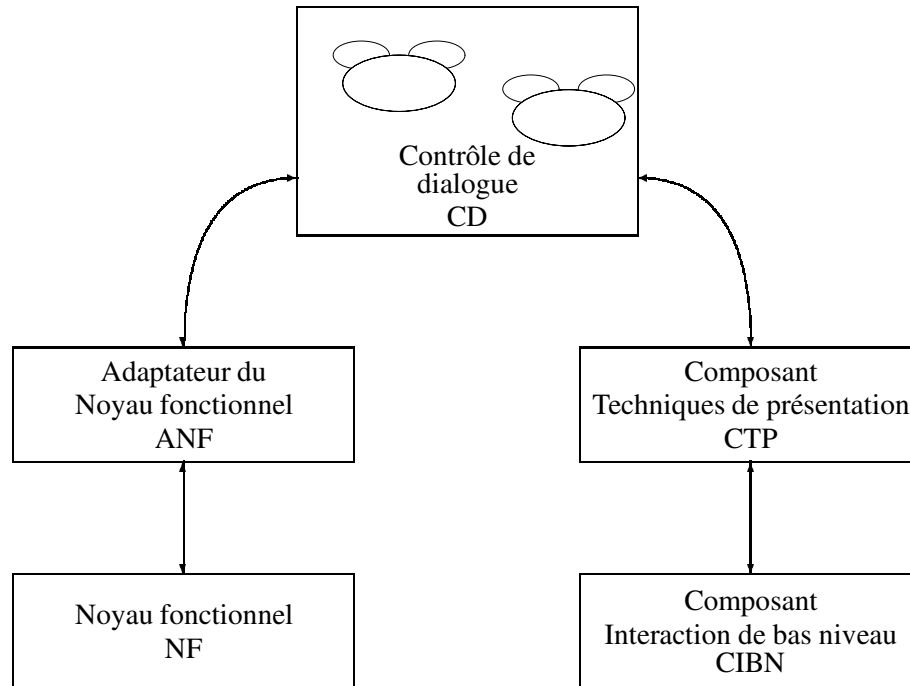 Contrôle de
dialogue
CD
Adaptateur du
Noyau fonctionnel
ANF
Composant
Techniques de présentation
CTP
Noyau fonctionnel
NF
Composant
Interaction de bas niveau
CIBN